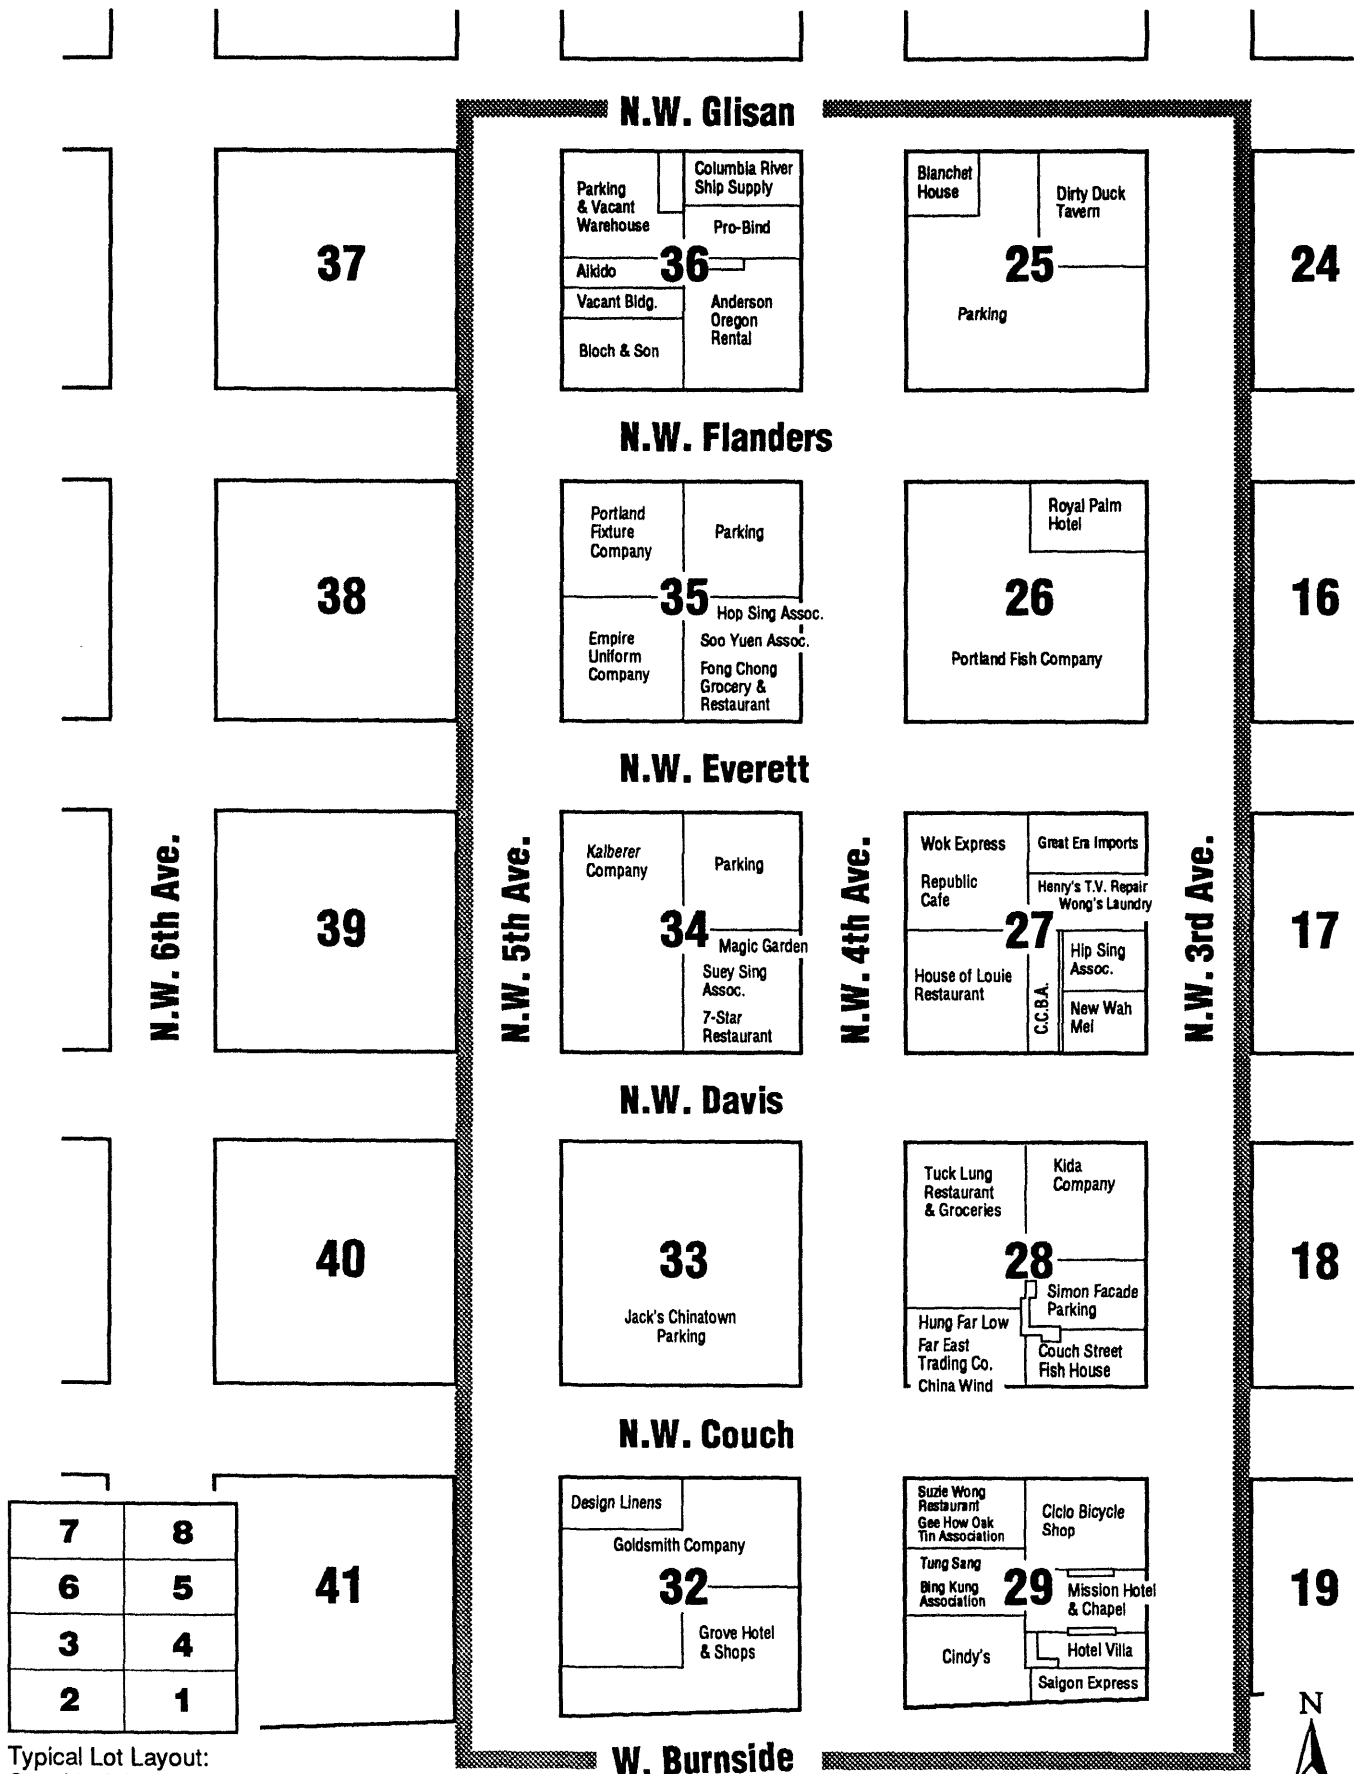 N.W. Glisan
Parking
& Vacant
Warehouse
Columbia River
Ship Supply
Pro-Bind
36
Aikido
Vacant Bldg.
Bloch & Son
Anderson
Oregon
Rental
Blanchet
House
Dirty Duck
Tavern
25
Parking
37
24
N.W. Flanders
Portland
Fixture
Company
Parking
35
Hop Sing Assoc.
Soo Yuen Assoc.
Fong Chong
Grocery &
Restaurant
Empire
Uniform
Company
Royal Palm
Hotel
26
Portland Fish Company
38
16
N.W. Everett
N.W. 6th Ave.
39
N.W. 5th Ave.
Kalberer
Company
Parking
34
Magic Garden
Suey Sing
Assoc.
7-Star
Restaurant
N.W. 4th Ave.
Wok Express
Republic
Cafe
Great Era Imports
Henry's T.V. Repair
Wong's Laundry
27
House of Louie
Restaurant
C.C.B.A.
Hip Sing
Assoc.
New Wah
Mei
N.W. 3rd Ave.
17
N.W. Davis
40
33
Jack's Chinatown
Parking
Tuck Lung
Restaurant
& Groceries
Kida
Company
28
Simon Facade
Parking
Hung Far Low
Far East
Trading Co.
China Wind
Couch Street
Fish House
18
N.W. Couch
41
Design Linens
Goldsmith Company
32
Grove Hotel
& Shops
Suzie Wong
Restaurant
Gee How Oak
Tin Association
Ciclo Bicycle
Shop
Tung Sang
Bing Kung
Association
29
Mission Hotel
& Chapel
Cindy's
Hotel Villa
Saigon Express
19
7 8
6 5
3 4
2 1
Typical Lot Layout:
W. Burnside
N